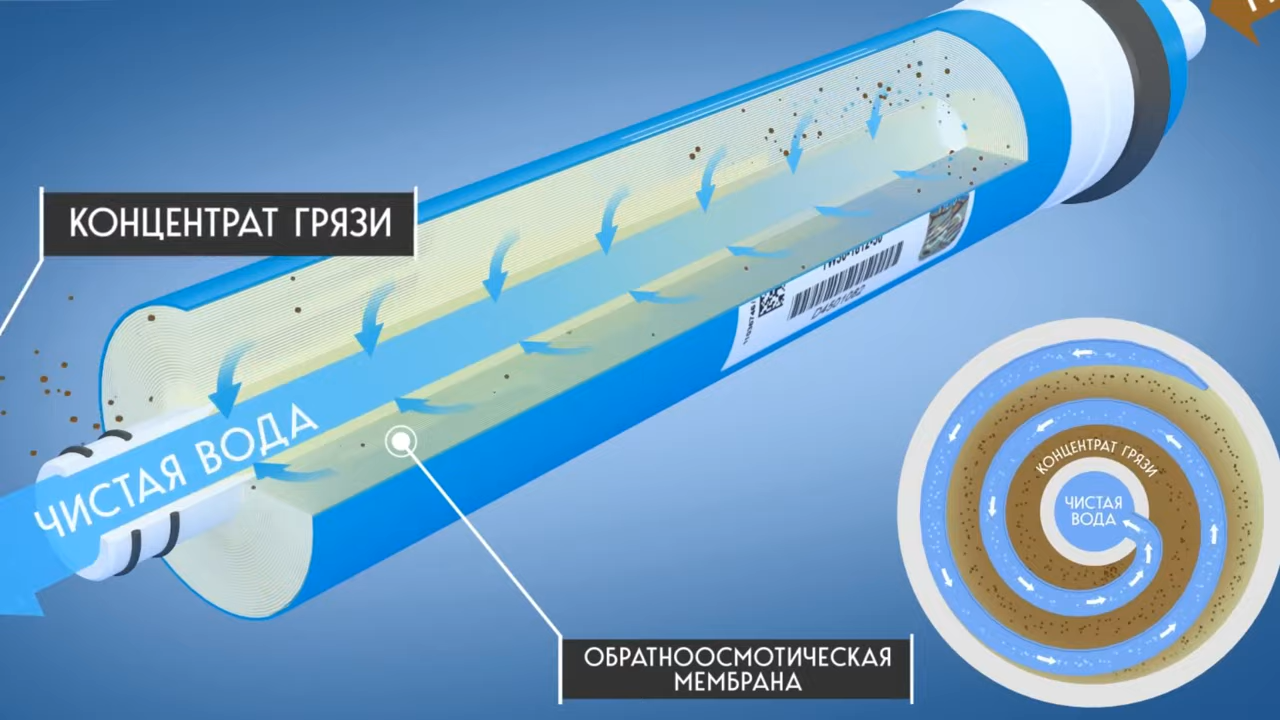 КОНЦЕНТРАТ ГРЯЗИ
ЧИСТАЯ ВОДА
ОБРАТНООСМОТИЧЕСКАЯ
МЕМБРАНА
КОНЦЕНТРАТ ГРЯЗИ
ЧИСТАЯ
ВОДА